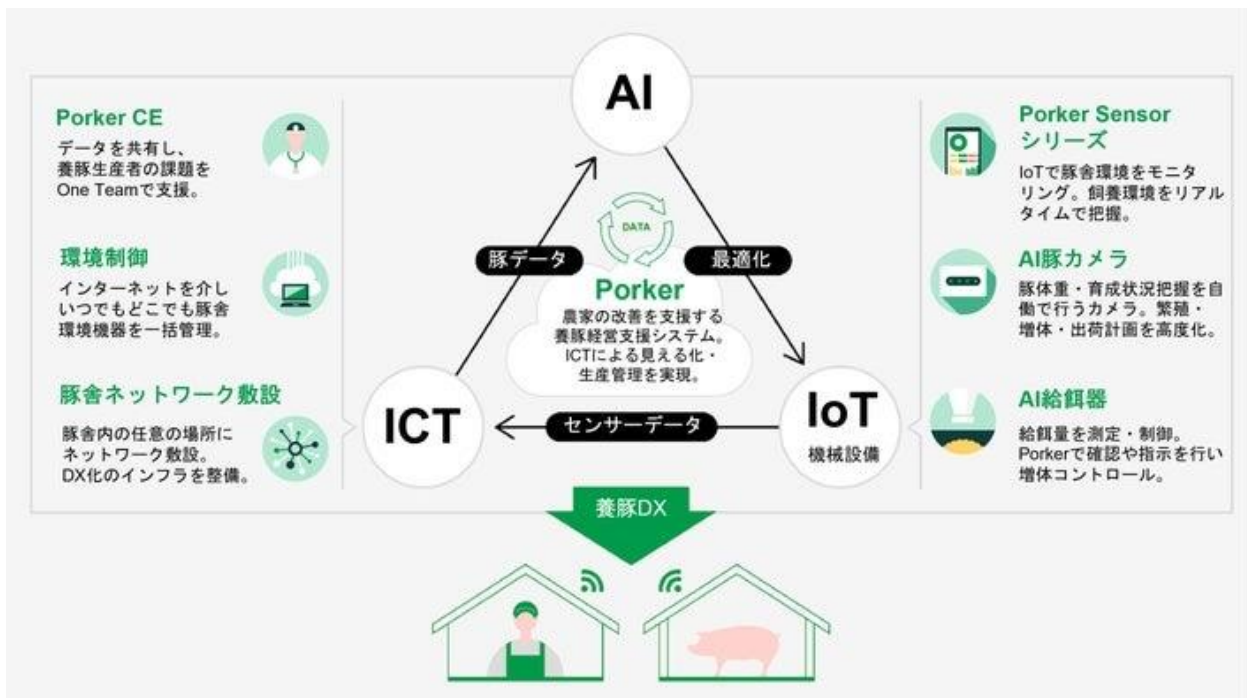 AI
Porker CE
データを共有し、
養豚生産者の課題を
One Teamで支援。
環境制御
インターネットを介し
いつでもどこでも豚舎
環境機器を一括管理。
豚舎ネットワーク敷設
豚舎内の任意の場所に
ネットワーク敷設。
DX化のインフラを整備。
豚データ
DATA
最適化
Porker
農家の改善を支援する
養豚経営支援システム。
ICTによる見える化・
生産管理を実現。
ICT
センサーデータ
IoT
機械設備
Porker Sensor
シリーズ
IoTで豚舎環境をモニタ
リング。飼養環境をリアル
タイムで把握。
AI豚カメラ
豚体重・育成状況把握を自
働で行うカメラ。繁殖・
増体・出荷計画を高度化。
AI給餌器
給餌量を測定・制御。
Porkerで確認や指示を行い
増体コントロール。
養豚DX